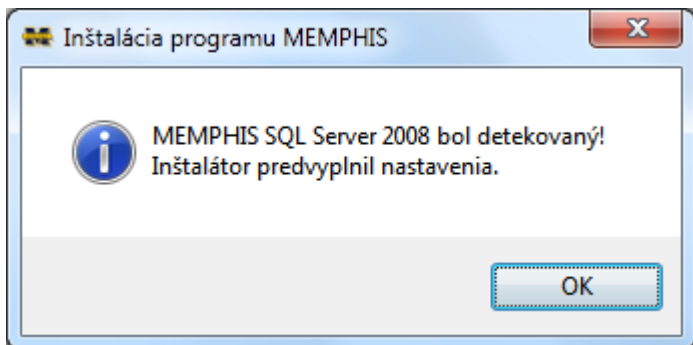 Inštalácia programu MEMPHIS
MEMPHIS SQL Server 2008 bol detekovaný!
Inštalátor predvyplnil nastavenia.
OK